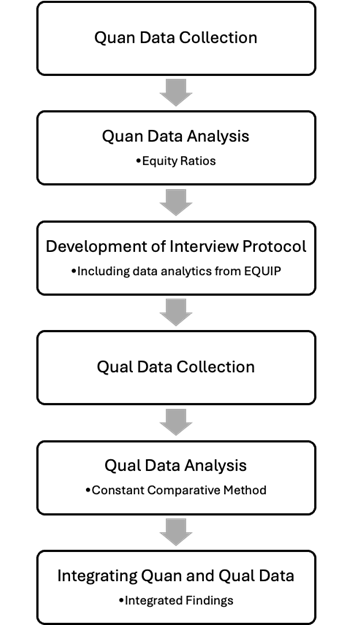 Quan Data Collection
Quan Data Analysis
•Equity Ratios
Development of Interview Protocol
•Including data analytics from EQUIP
Qual Data Collection
Qual Data Analysis
•Constant Comparative Method
Integrating Quan and Qual Data
•Integrated Findings